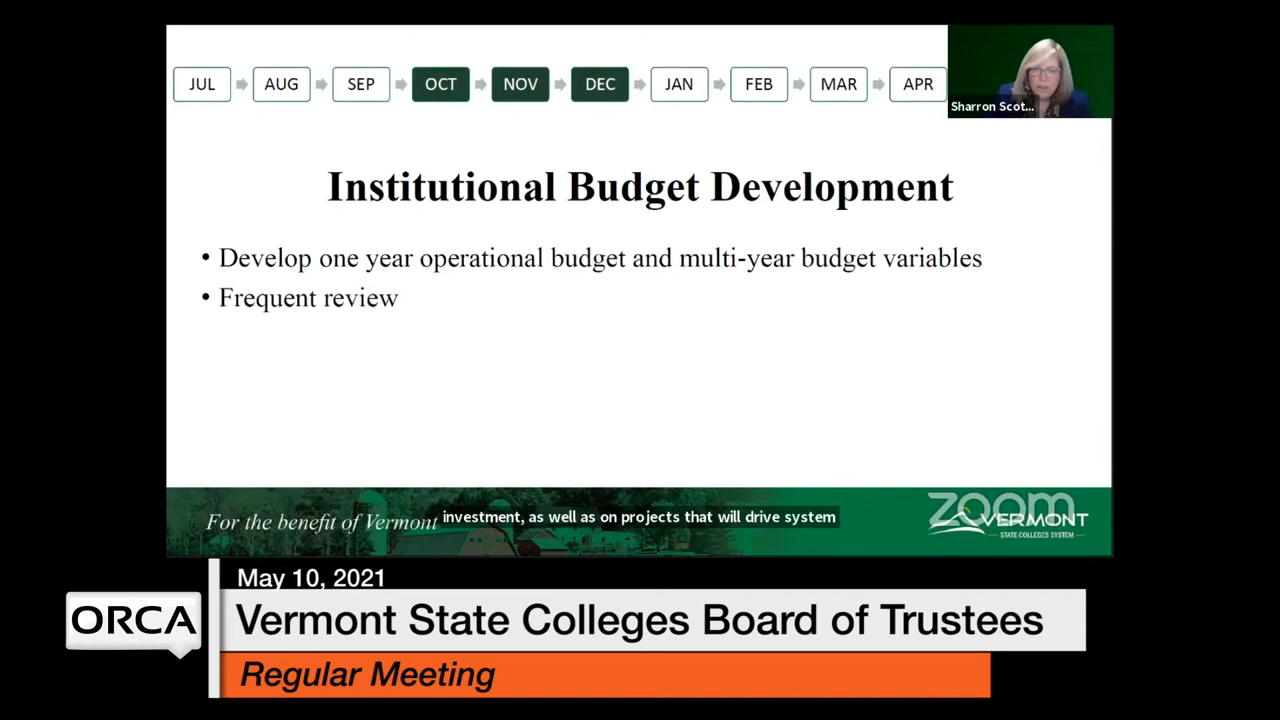 JUL AUG SEP OCT NOV DEC JAN FEB MAR APR
Sharron Scot...
Institutional Budget Development
• Develop one year operational budget and multi-year budget variables
• Frequent review
For the benefit of Vermont
investment, as well as on projects that will drive system
zoom
VERMONT
STATE COLLEGES SYSTEM
May 10, 2021
ORCA
Vermont State Colleges Board of Trustees
Regular Meeting